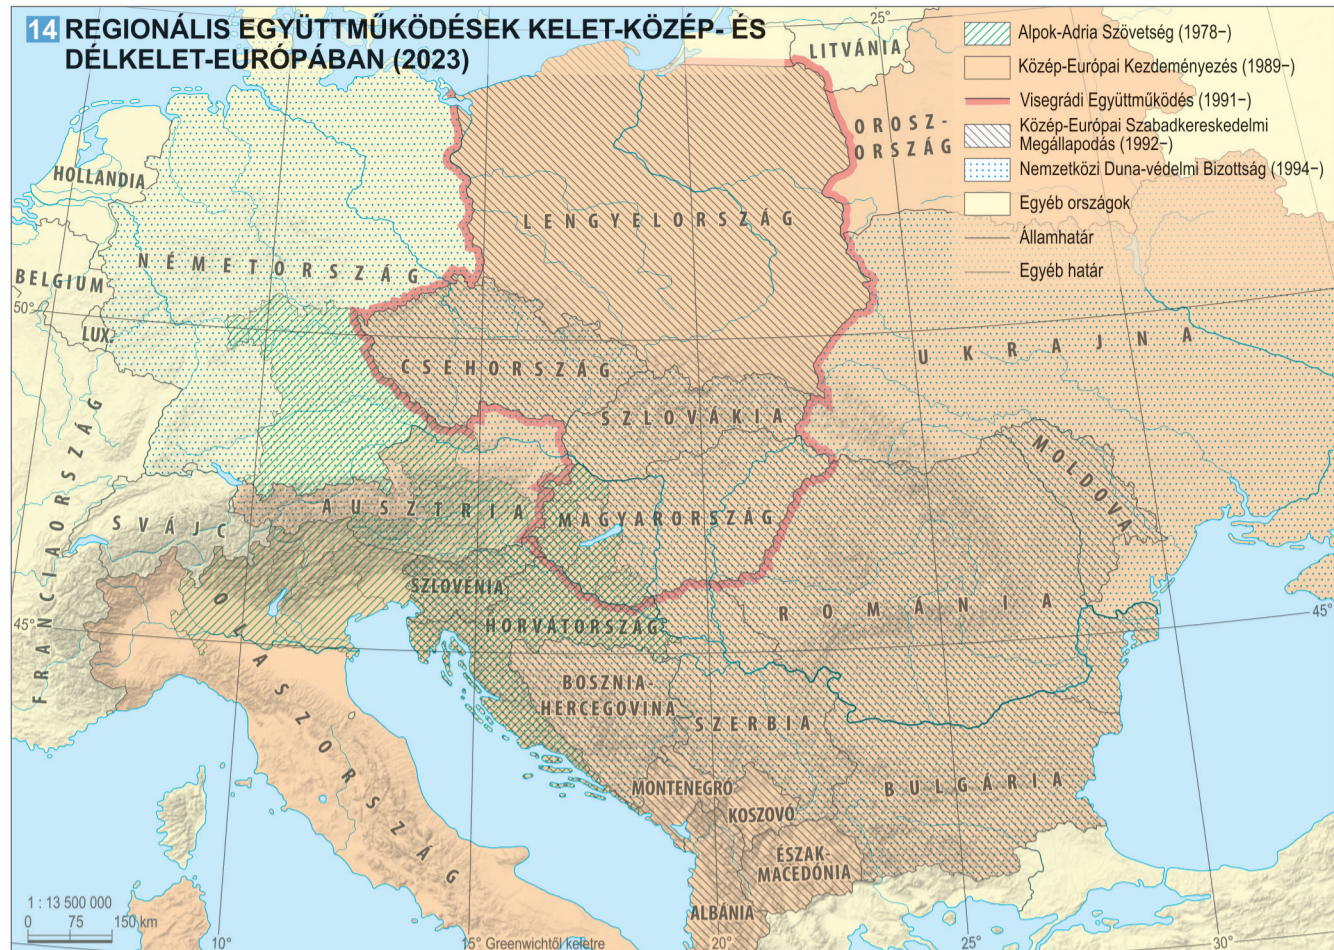 14 REGIONÁLIS EGYÜTTMŰKÖDÉSEK KELET-KÖZÉP- ÉS
DÉLKELET-EURÓPÁBAN (2023)
25°
Alpok-Adria Szövetség (1978–)
Közép-Európai Kezdeményezés (1989–)
Visegrádi Együttműködés (1991–)
Közép-Európai Szabadkereskedelmi
Megállapodás (1992–)
Nemzetközi Duna-védelmi Bizottság (1994–)
Egyéb országok
Államhatár
Egyéb határ
LITVÁNIA
OROSZ-
ORSZÁG
HOLLANDIA
LENGYELORSZÁG
NÉMETORSZÁG
BELGIUM
50°
LUX.
UKRAJNA
CSEHORSZÁG
SZLOVÁKIA
MOLDOVA
FRANCIAORSZÁG
SVÁJC
AUSZTRIA
MAGYARORSZÁG
SZLOVÉNIA
OLASZORSZÁG
ROMÁNIA
45°
45°
HORVÁTORSZÁG
BOSZNIA-
HERCEGOVINA
SZERBIA
MONTENEGRÓ
BULGÁRIA
KOSZOVÓ
ÉSZAK-
MACEDÓNIA
ALBÁNIA
1 : 13 500 000
0 75 150 km
10°
15° Greenwichtől keletre
20°
25°
30°